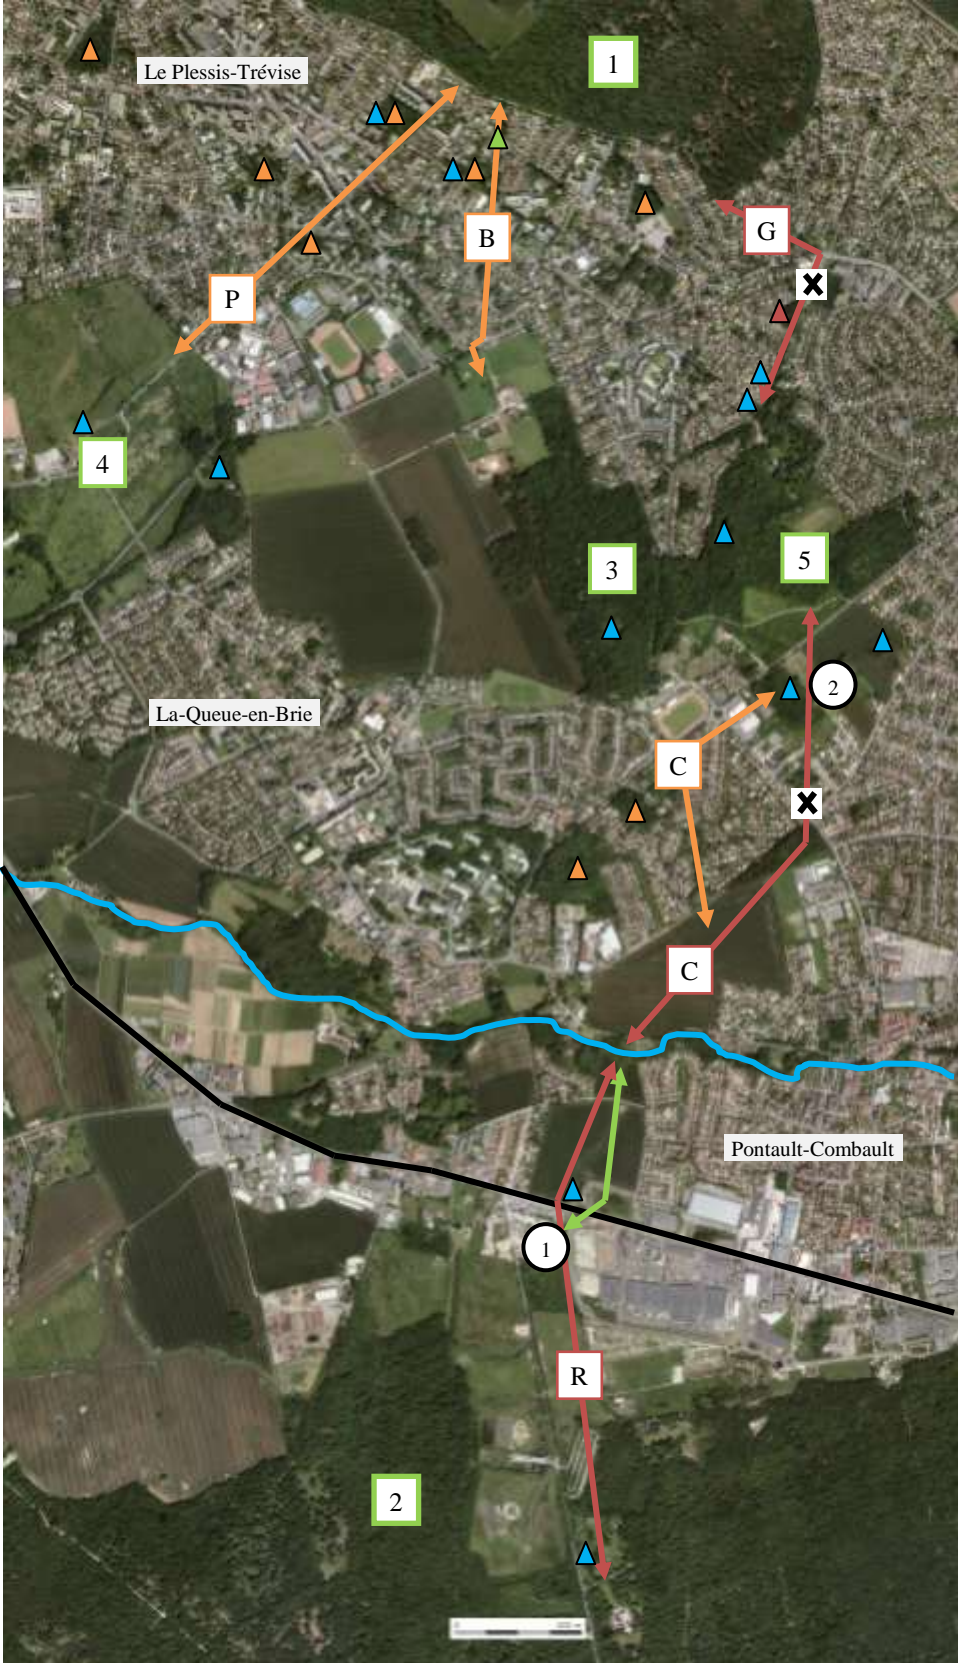 1
Le Plessis-Trévise
G
B
P
4
5
3
2
La-Queue-en-Brie
C
C
Pontault-Combault
1
R
2